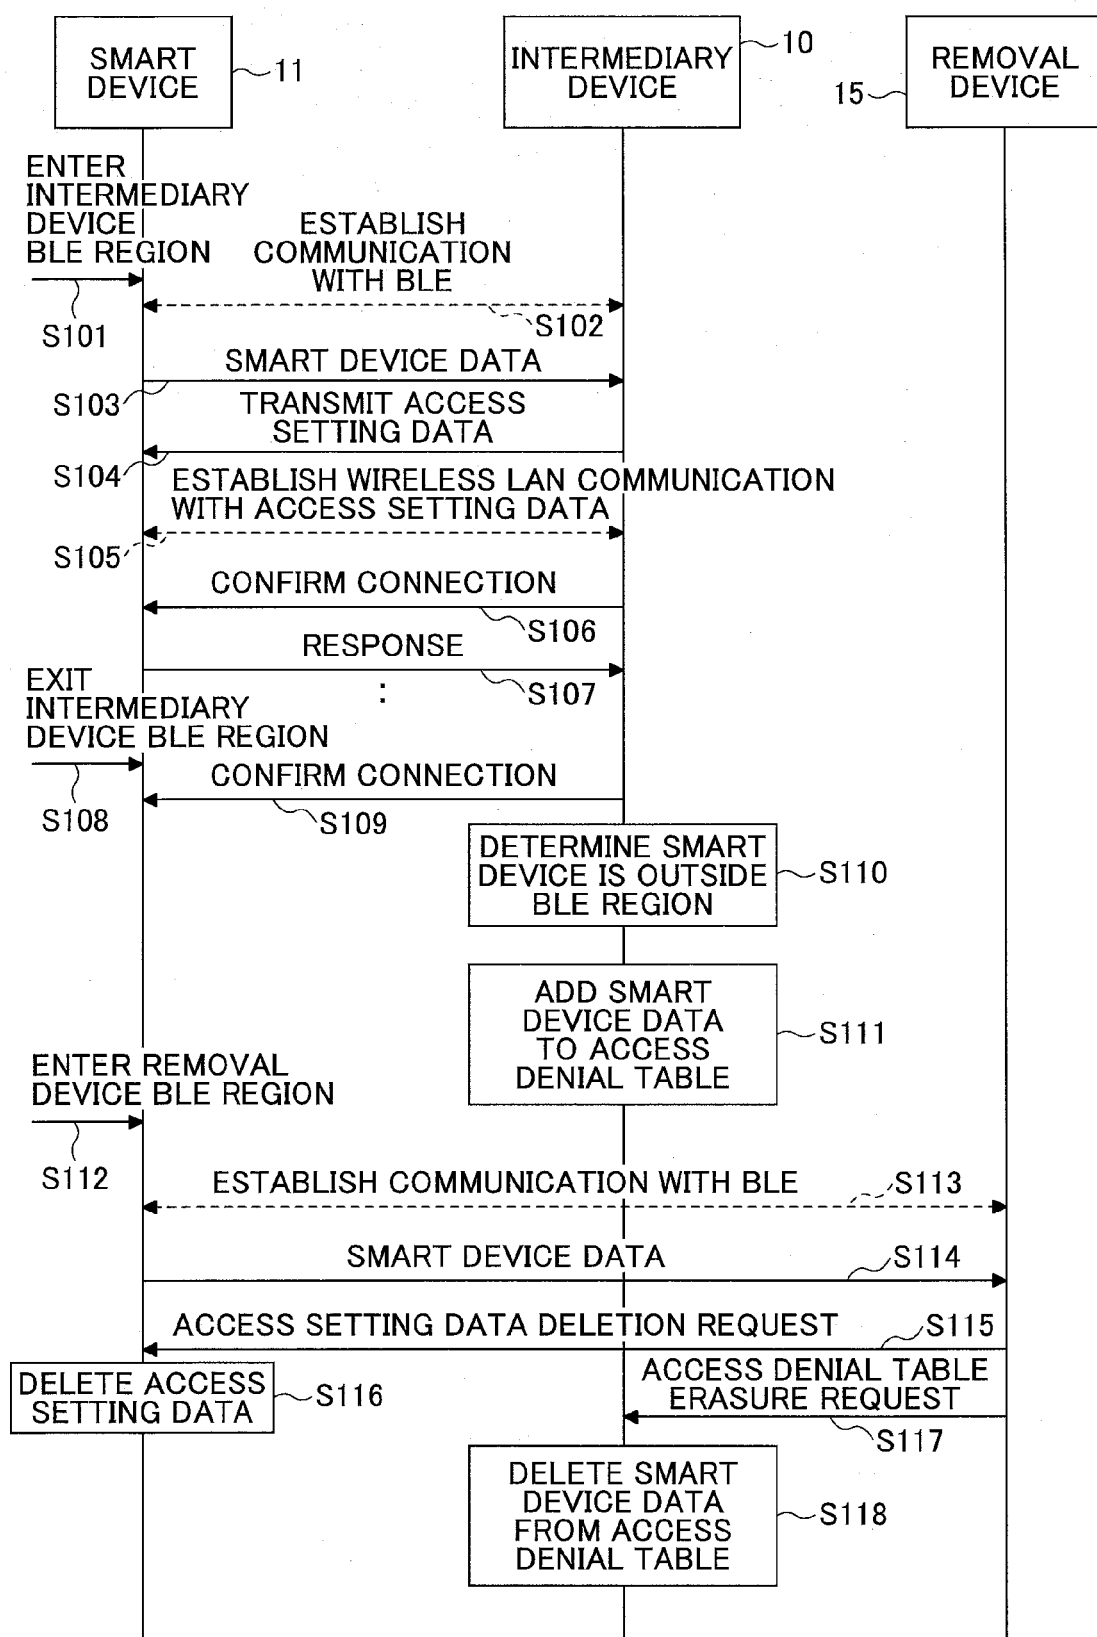 SMART
DEVICE
11
INTERMEDIARY
DEVICE
10
REMOVAL
DEVICE
15
ENTER
INTERMEDIARY
DEVICE
BLE REGION
S101
ESTABLISH
COMMUNICATION
WITH BLE
S102
SMART DEVICE DATA
S103
TRANSMIT ACCESS
SETTING DATA
S104
ESTABLISH WIRELESS LAN COMMUNICATION
WITH ACCESS SETTING DATA
S105
CONFIRM CONNECTION
S106
RESPONSE
S107
:
EXIT
INTERMEDIARY
DEVICE BLE REGION
S108
CONFIRM CONNECTION
S109
DETERMINE SMART
DEVICE IS OUTSIDE
BLE REGION
S110
ADD SMART
DEVICE DATA
TO ACCESS
DENIAL TABLE
S111
ENTER REMOVAL
DEVICE BLE REGION
S112
ESTABLISH COMMUNICATION WITH BLE
S113
SMART DEVICE DATA
S114
ACCESS SETTING DATA DELETION REQUEST
S115
DELETE ACCESS
SETTING DATA
S116
ACCESS DENIAL TABLE
ERASURE REQUEST
S117
DELETE SMART
DEVICE DATA
FROM ACCESS
DENIAL TABLE
S118